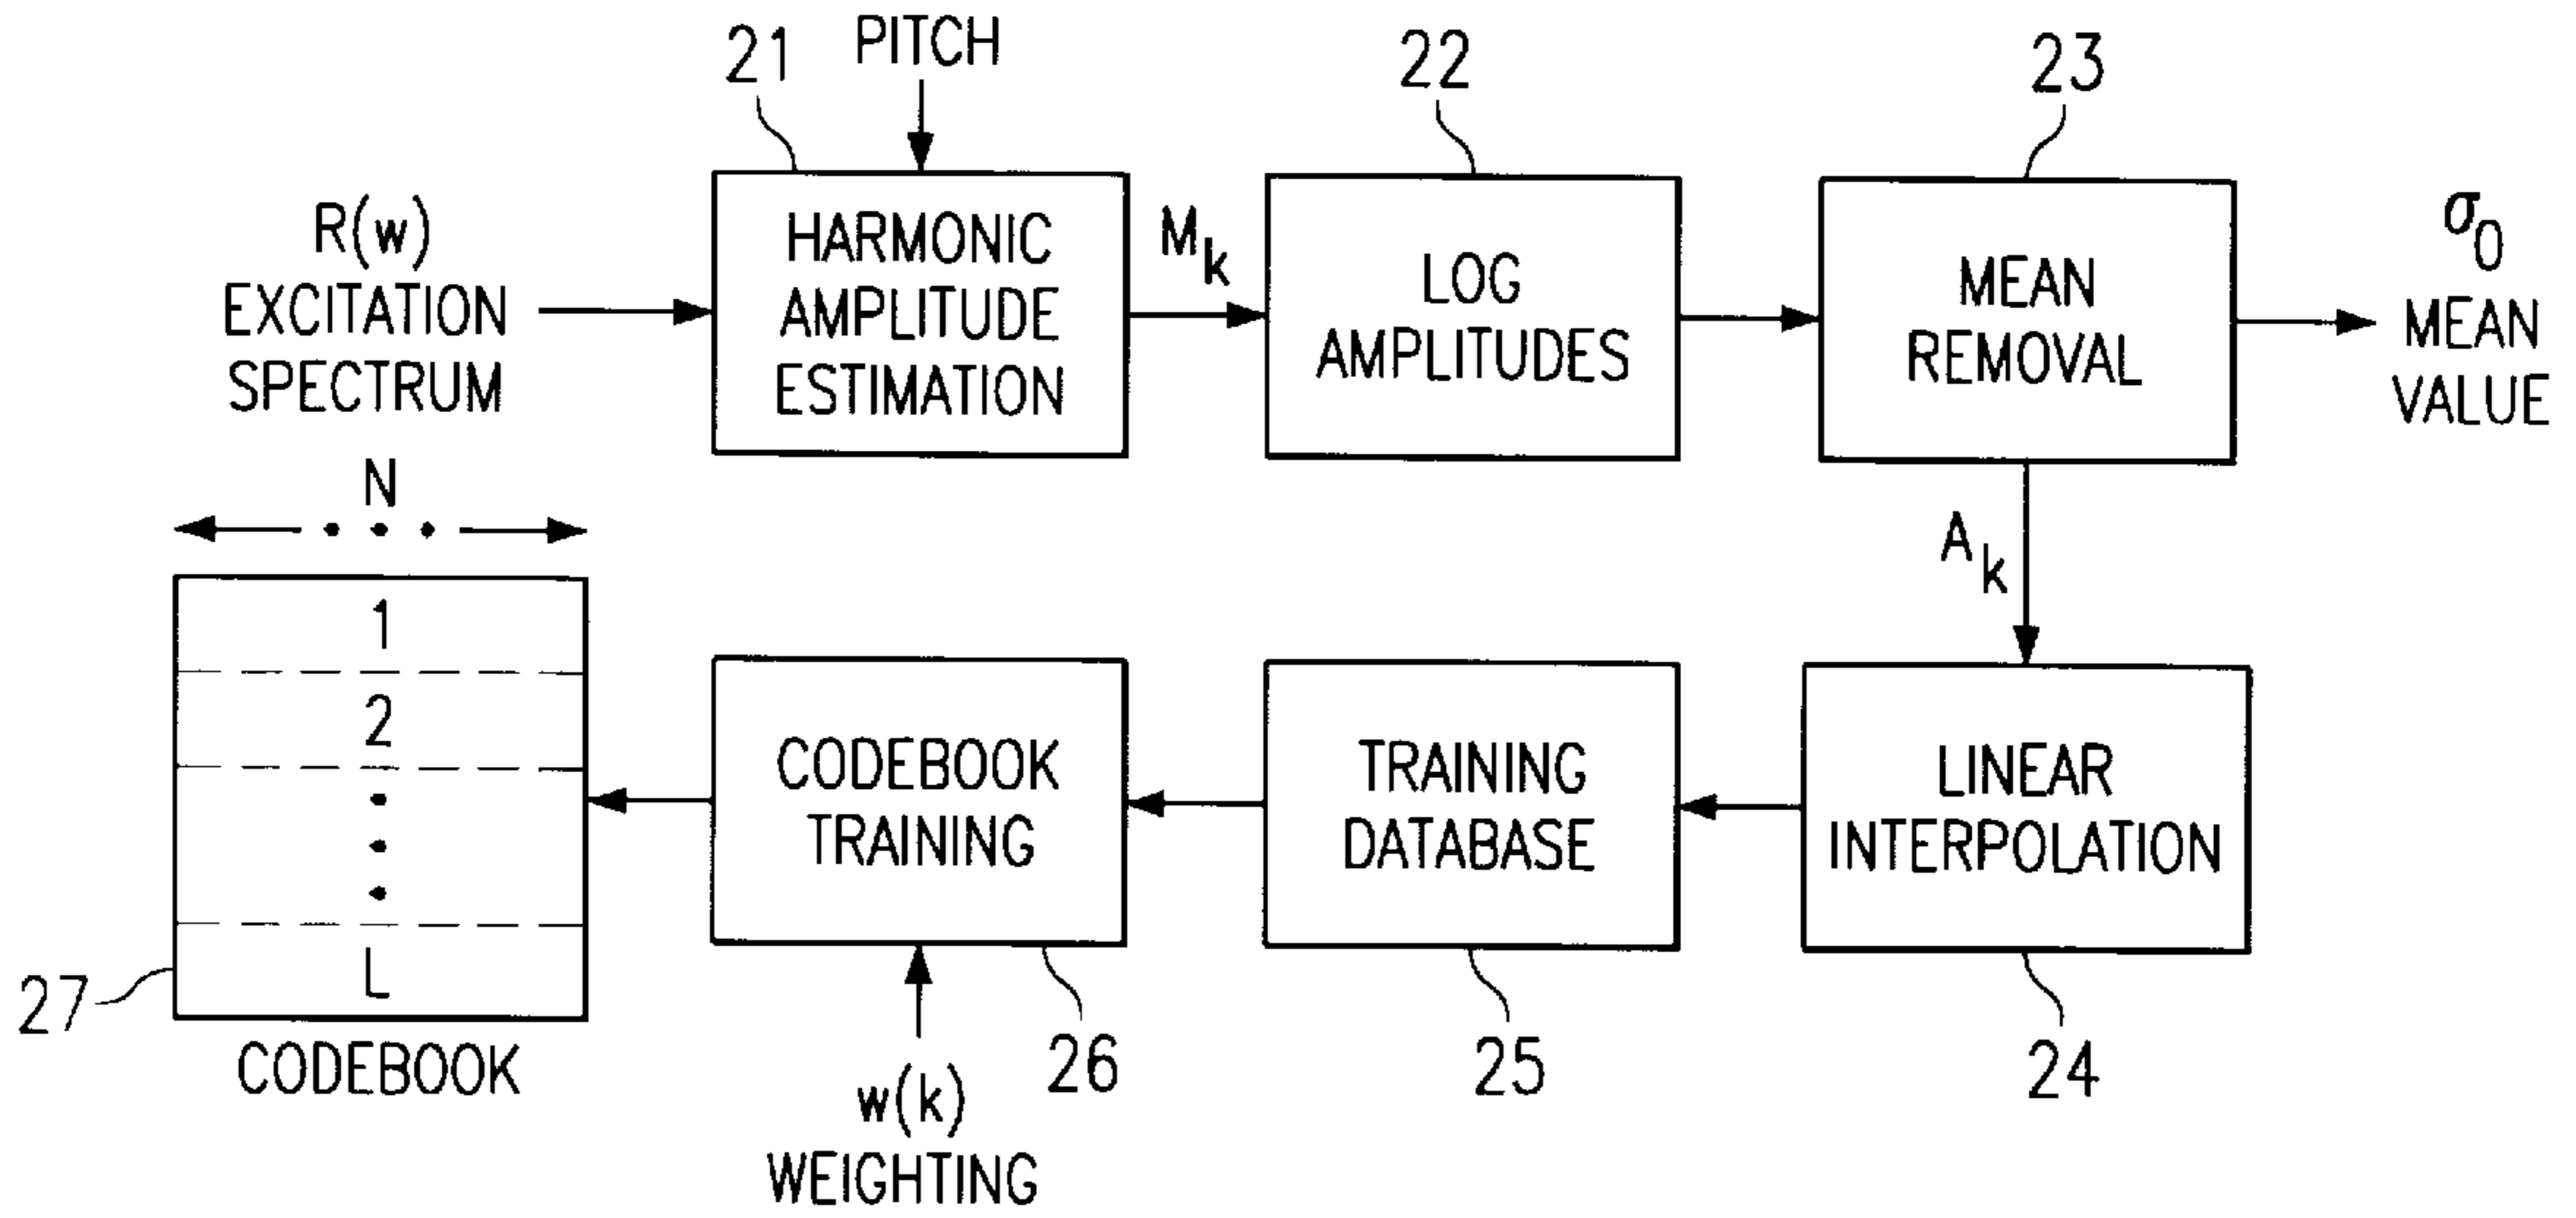 21
PITCH
22
23
R(w)
EXCITATION
SPECTRUM
HARMONIC
AMPLITUDE
ESTIMATION
Mk
LOG
AMPLITUDES
MEAN
REMOVAL
σ0
MEAN
VALUE
N
Ak
1
2
L
27
CODEBOOK
CODEBOOK
TRAINING
w(k)
WEIGHTING
26
TRAINING
DATABASE
25
LINEAR
INTERPOLATION
24